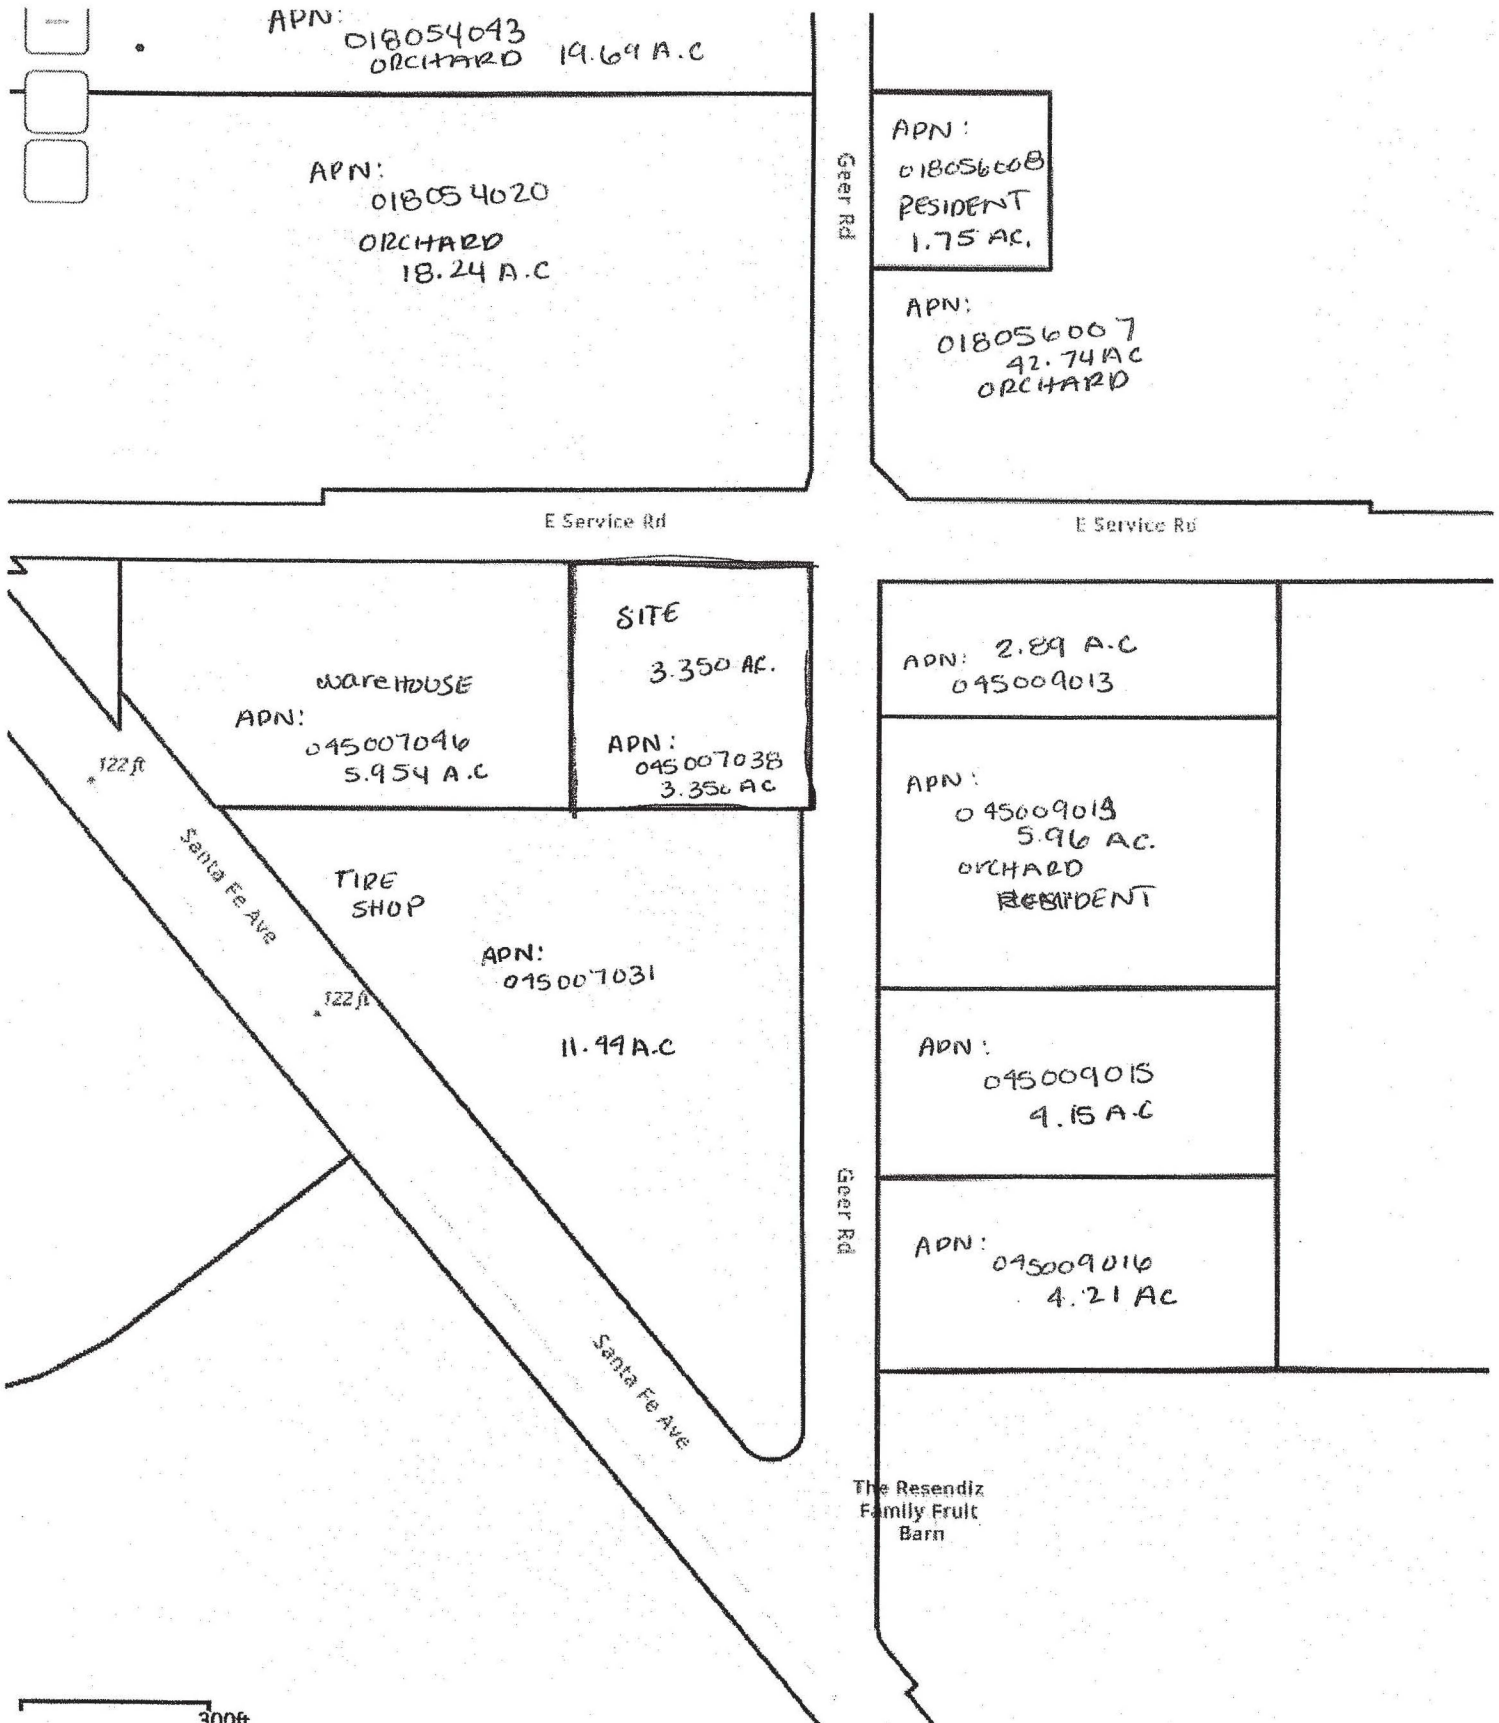 APN:
018054043
ORCHARD 19.69 A.C
APN:
018054020
ORCHARD
18.24 A.C
Geer Rd
APN:
018056008
RESIDENT
1.75 AC.
APN:
018056007
42.74 AC
ORCHARD
E Service Rd
E Service Rd
SITE
3.350 AC.
APN:
045007038
3.350 AC
wareHOUSE
APN:
045007046
5.954 A.C
APN: 2.89 A.C
045009013
APN:
5.96 AC.
orCHARD
RESIDENT
122 ft
Santa Fe Ave
TIRE
SHOP
122 ft
APN:
045007031
11.44 A.C
APN:
045009015
4.15 A.C
Geer Rd
APN:
045009016
4.21 AC
Santa Fe Ave
The Resendiz
Family Fruit
Barn
300ft